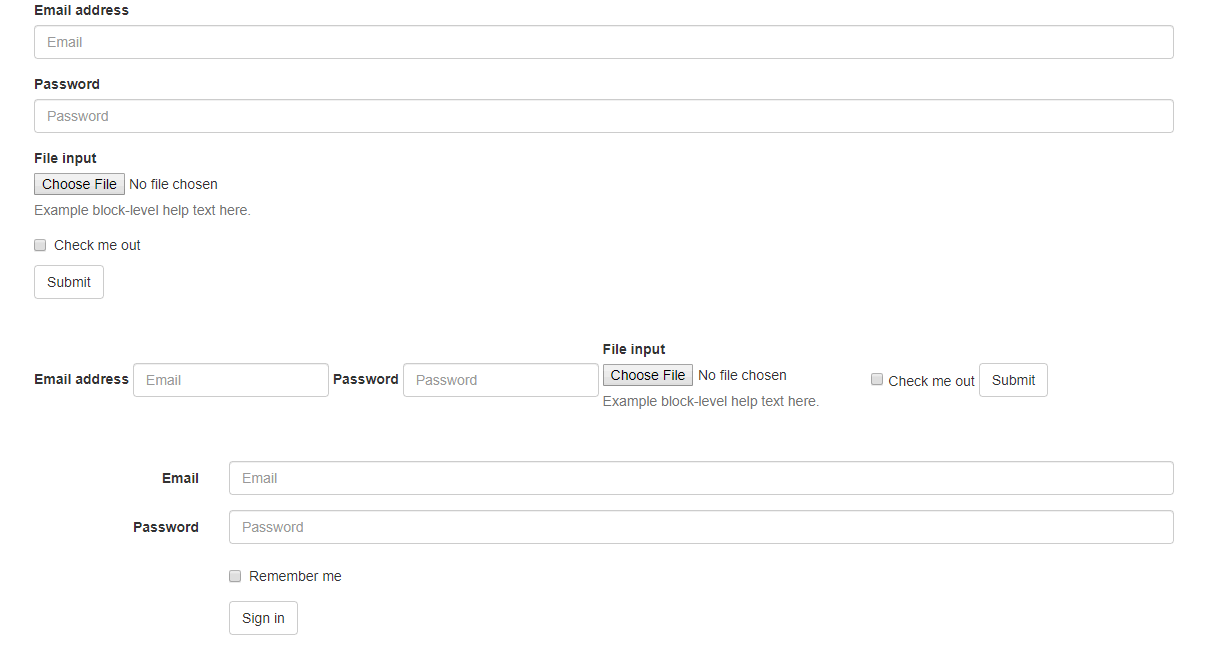 Email address
Email
Password
Password
File input
Choose File No file chosen
Example block-level help text here.
Check me out
Submit
File input
Email address Email Password Password Choose File No file chosen Check me out Submit
Example block-level help text here.
Email Email
Password Password
Remember me
Sign in